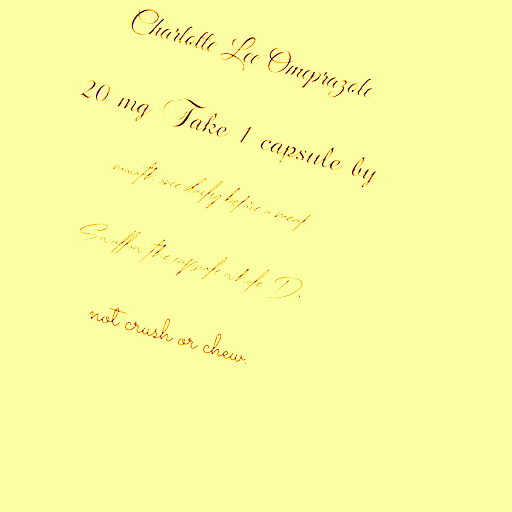 Charlotte Lee Omeprazole
20 mg Take 1 capsule by
mouth once daily before a meal
Swallow the capsule whole. Do
not crush or chew.